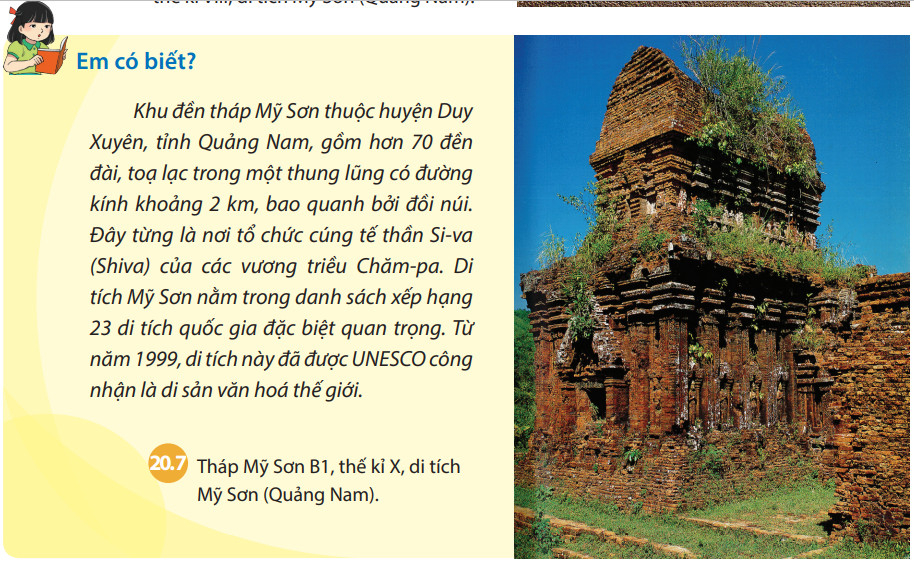 thế kỉ VIII, di tích Mỹ Sơn (Quảng Nam).
Em có biết?
Khu đền tháp Mỹ Sơn thuộc huyện Duy
Xuyên, tỉnh Quảng Nam, gồm hơn 70 đền
đài, toạ lạc trong một thung lũng có đường
kính khoảng 2 km, bao quanh bởi đồi núi.
Đây từng là nơi tổ chức cúng tế thần Si-va
(Shiva) của các vương triều Chăm-pa. Di
tích Mỹ Sơn nằm trong danh sách xếp hạng
23 di tích quốc gia đặc biệt quan trọng. Từ
năm 1999, di tích này đã được UNESCO công
nhận là di sản văn hoá thế giới.
20.7 Tháp Mỹ Sơn B1, thế kỉ X, di tích
Mỹ Sơn (Quảng Nam).